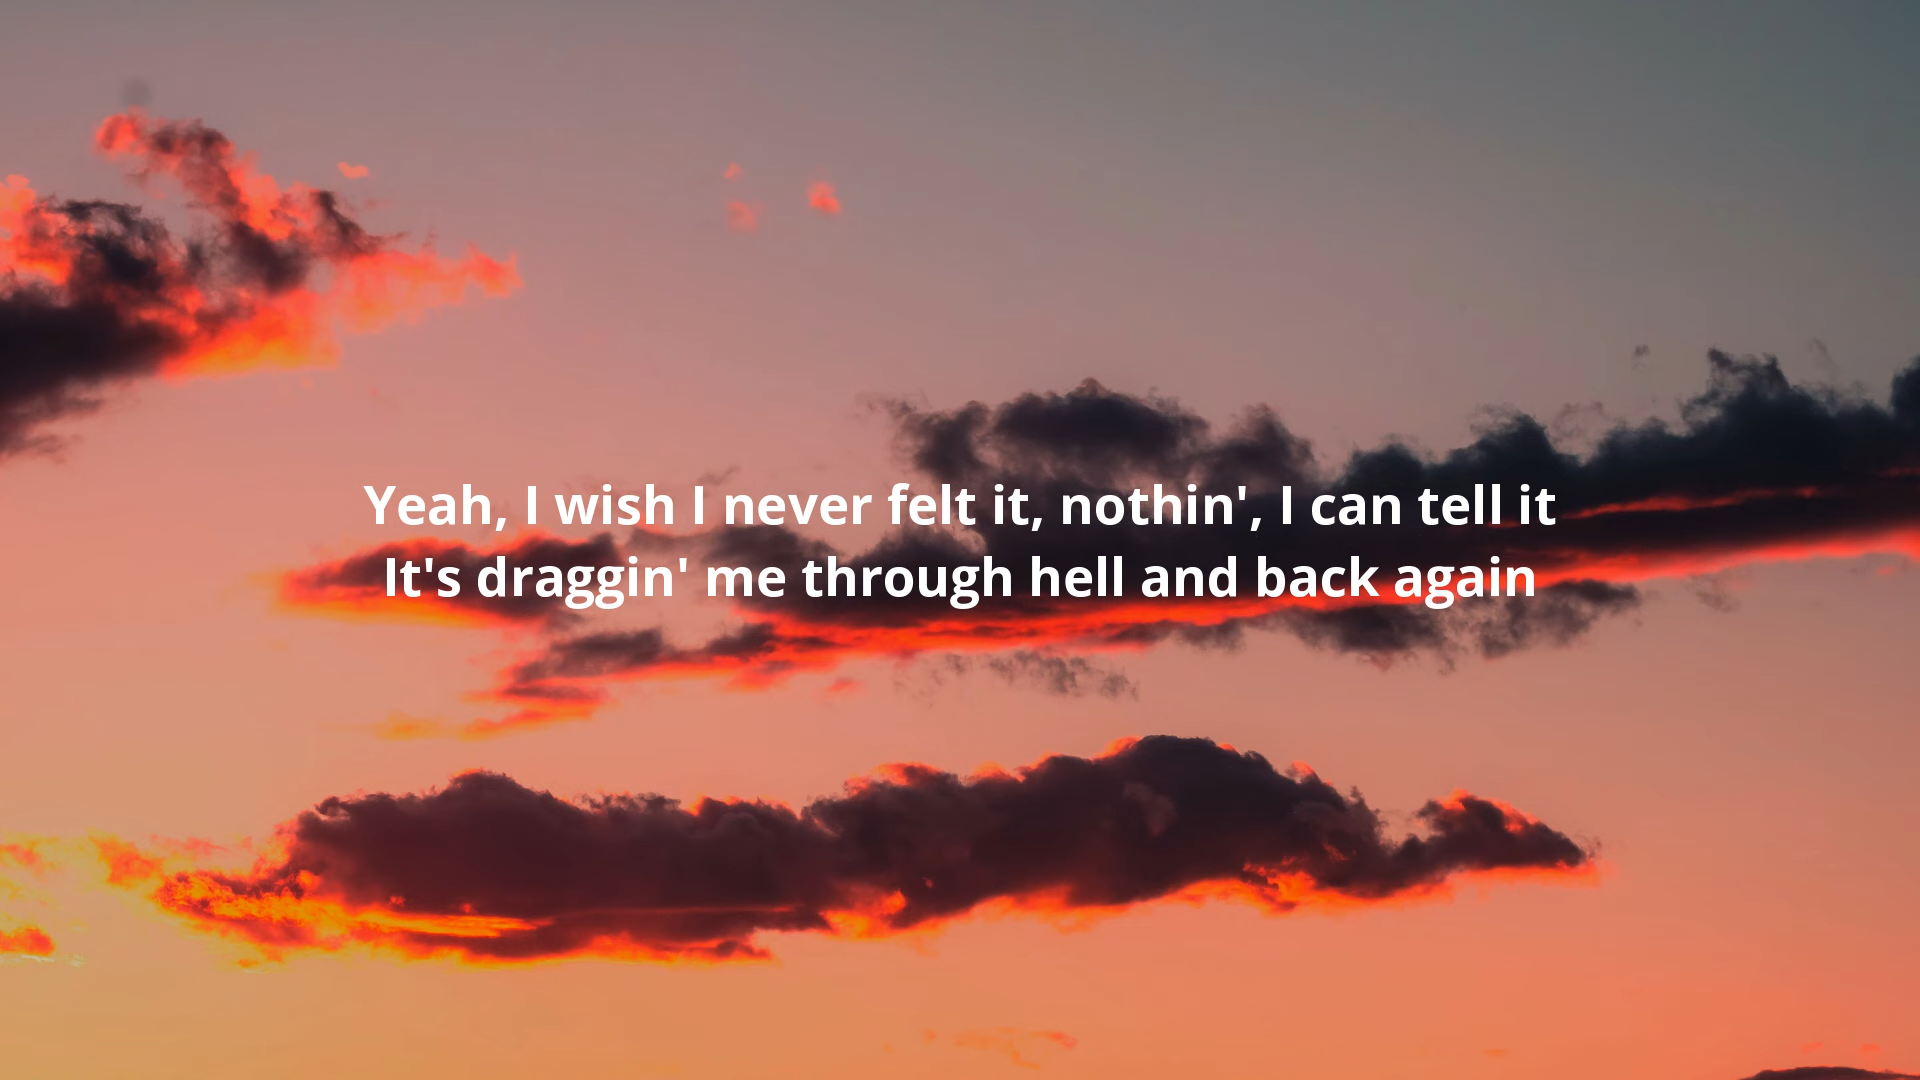 Yeah, I wish I never felt it, nothin', I can tell it
It's draggin' me through hell and back again